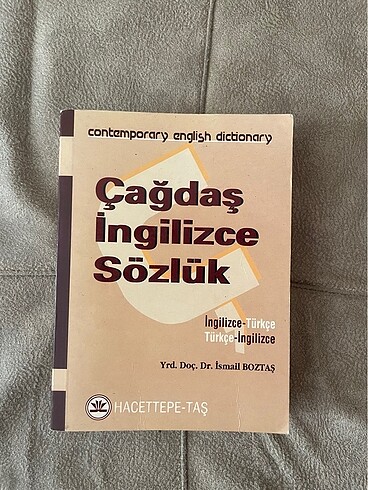 contemporary english dictionary
Çağdaş
İngilizce
Sözlük
İngilizce-Türkçe
Türkçe-İngilizce
Yrd. Doç. Dr. İsmail BOZTAŞ
HACETTEPE-TAŞ